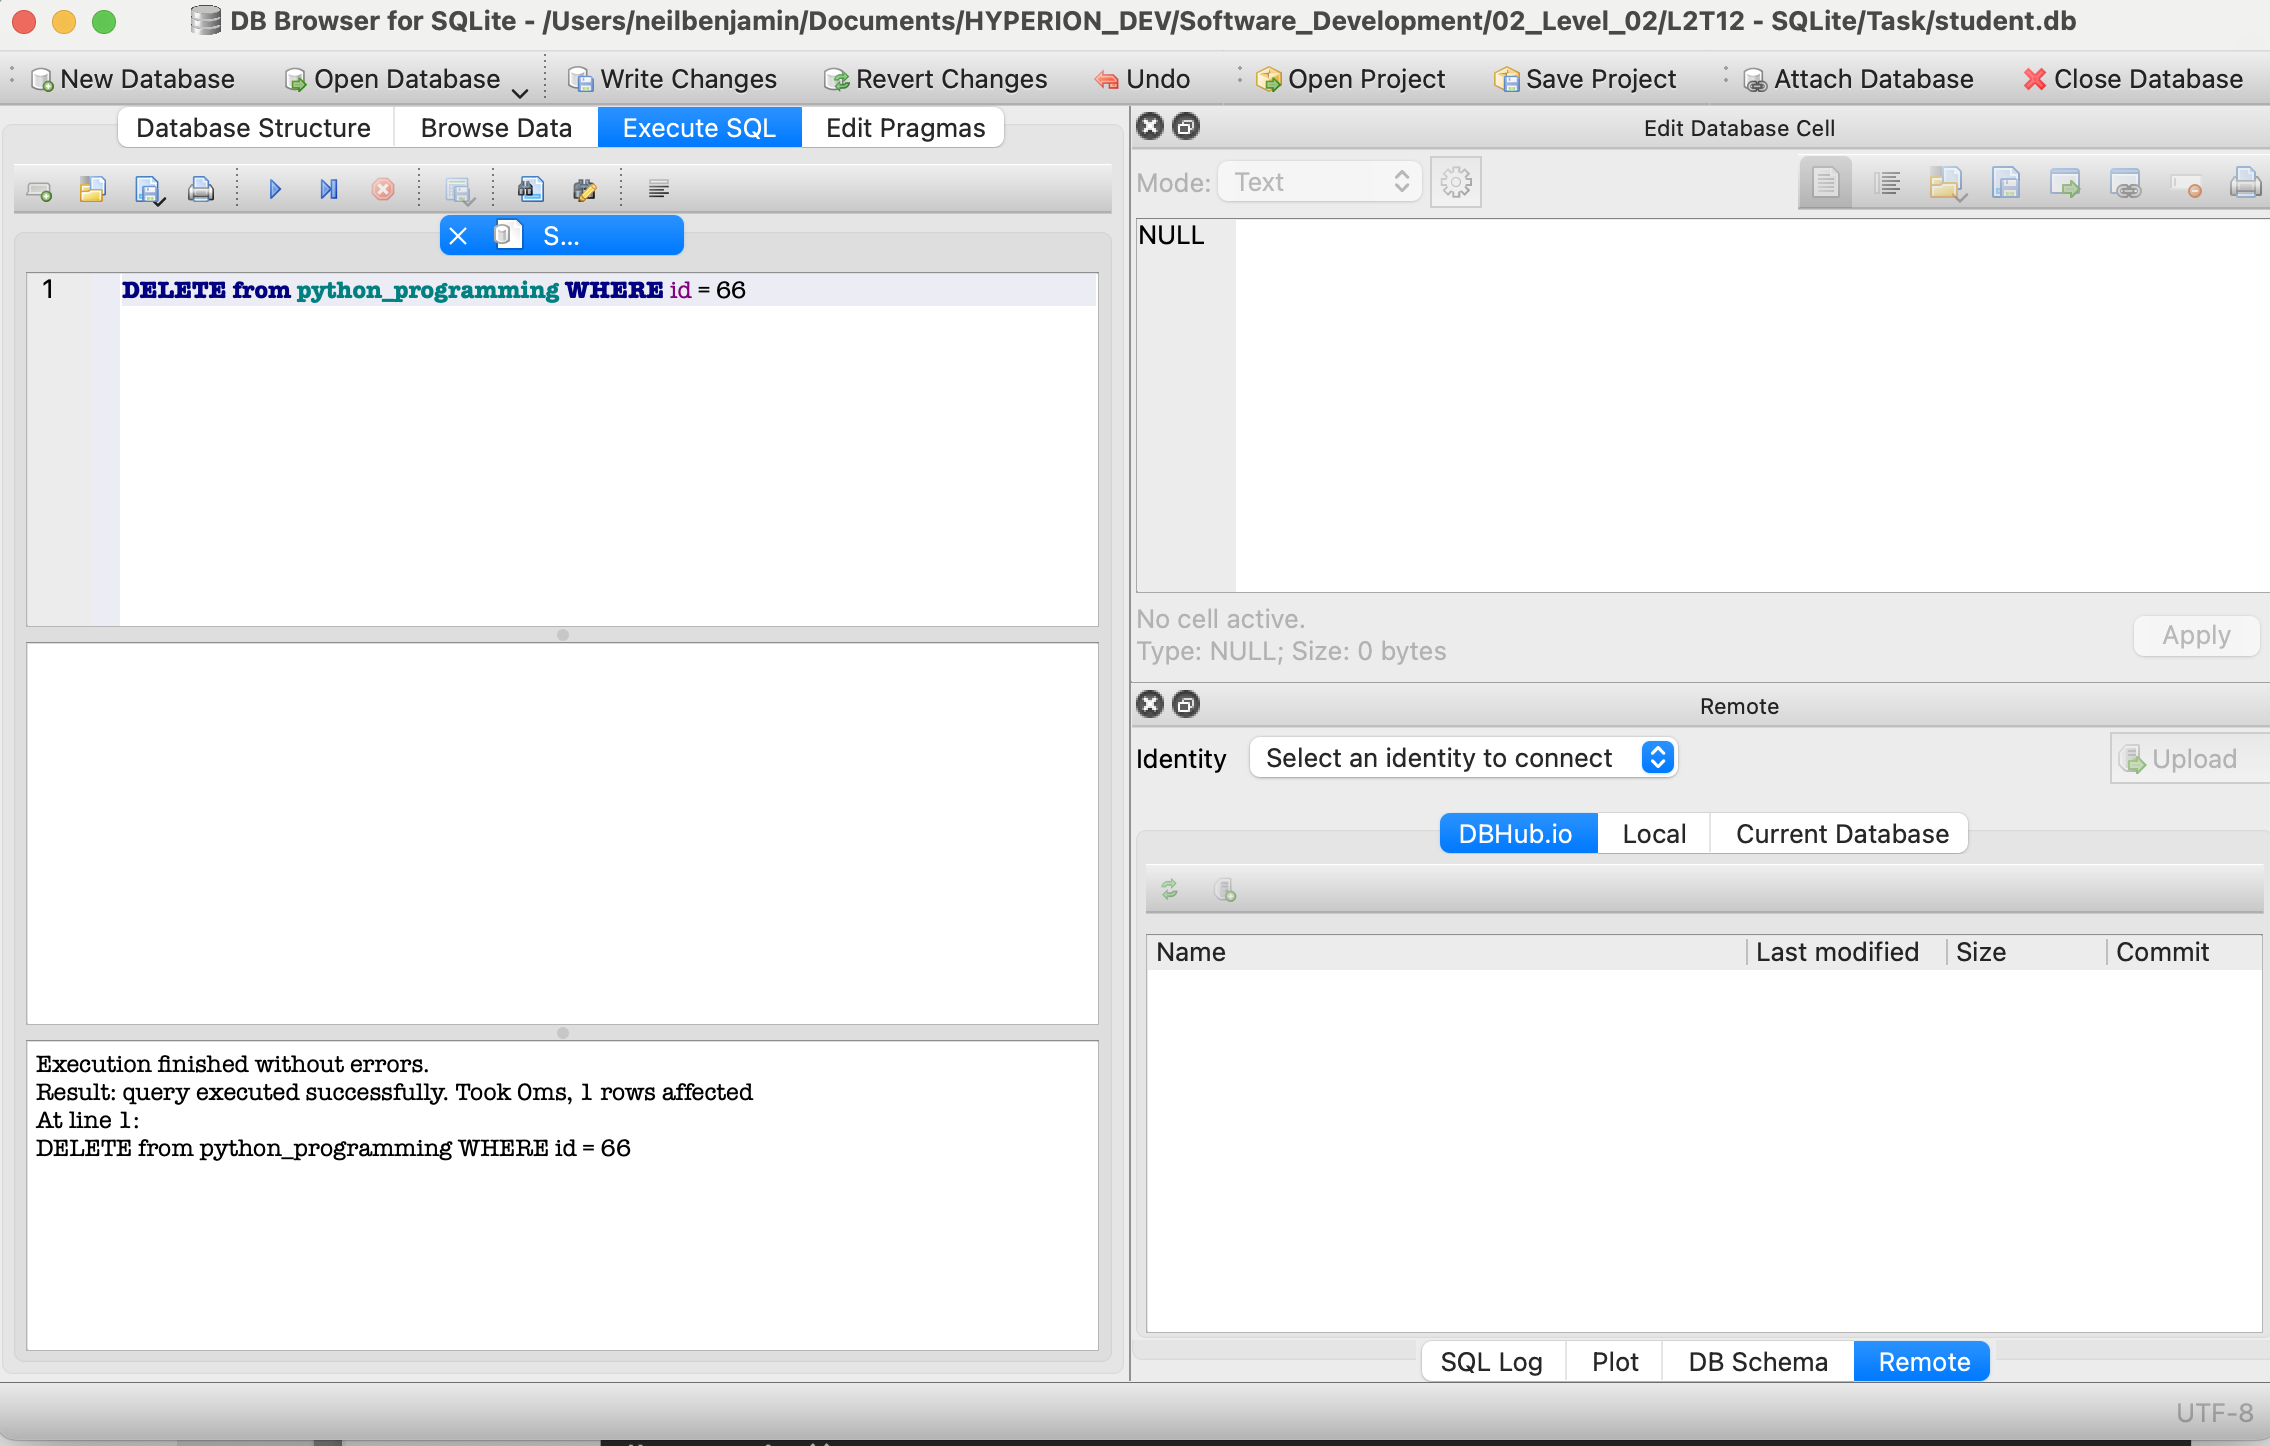 DB Browser for SQLite - /Users/neilbenjamin/Documents/HYPERION_DEV/Software_Development/02_Level_02/L2T12 - SQLite/Task/student.db
New Database Open Database Write Changes Revert Changes Undo Open Project Save Project Attach Database Close Database
Database Structure Browse Data Execute SQL Edit Pragmas
S...
1 DELETE from python_programming WHERE id = 66
Execution finished without errors.
Result: query executed successfully. Took 0ms, 1 rows affected
At line 1:
DELETE from python_programming WHERE id = 66
Edit Database Cell
Mode: Text
NULL
No cell active.
Type: NULL; Size: 0 bytes
Apply
Remote
Identity Select an identity to connect Upload
DBHub.io Local Current Database
Name Last modified Size Commit
SQL Log Plot DB Schema Remote
UTF-8